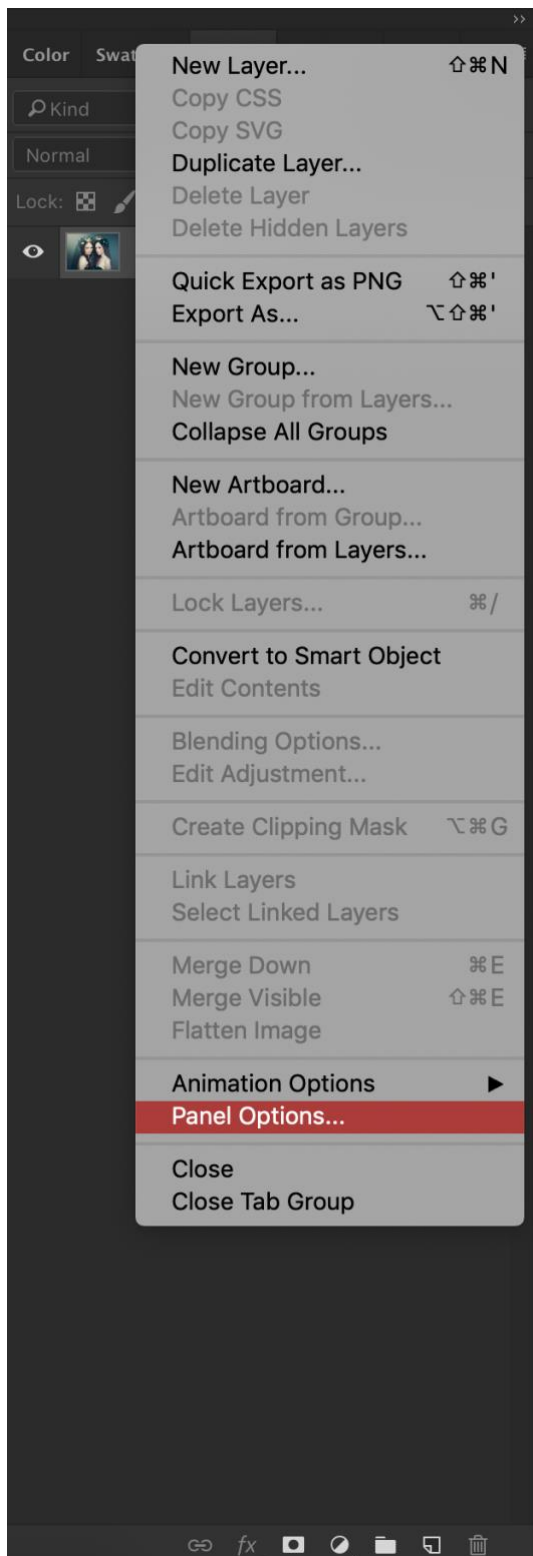 Color Swat
Kind
Normal
Lock:
New Layer... ⇧⌘N
Copy CSS
Copy SVG
Duplicate Layer...
Delete Layer
Delete Hidden Layers
Quick Export as PNG ⇧⌘'
Export As... ⌥⇧⌘'
New Group...
New Group from Layers...
Collapse All Groups
New Artboard...
Artboard from Group...
Artboard from Layers...
Lock Layers... ⌘/
Convert to Smart Object
Edit Contents
Blending Options...
Edit Adjustment...
Create Clipping Mask ⌥⌘G
Link Layers
Select Linked Layers
Merge Down ⌘E
Merge Visible ⇧⌘E
Flatten Image
Animation Options
Panel Options...
Close
Close Tab Group
fx